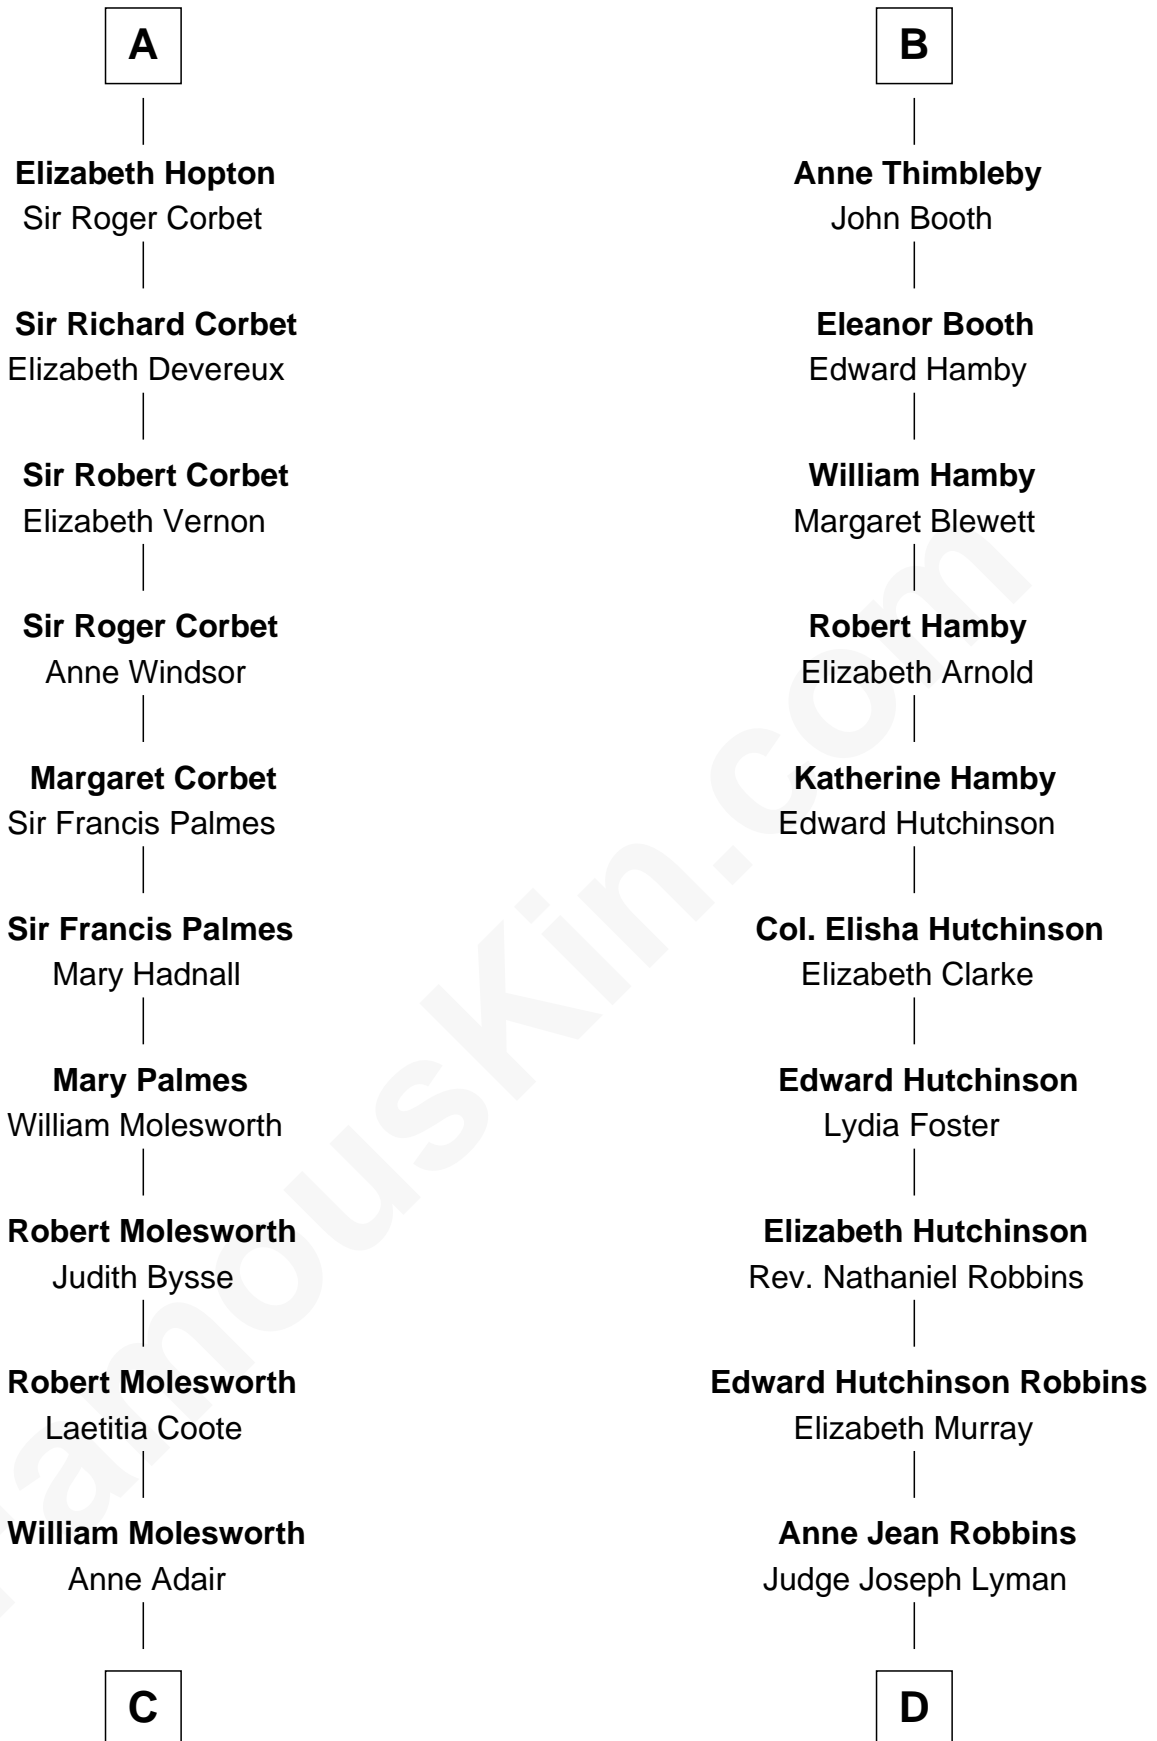 A
Elizabeth Hopton
Sir Roger Corbet
Sir Richard Corbet
Elizabeth Devereux
Sir Robert Corbet
Elizabeth Vernon
Sir Roger Corbet
Anne Windsor
Margaret Corbet
Sir Francis Palmes
Sir Francis Palmes
Mary Hadnall
Mary Palmes
William Molesworth
Robert Molesworth
Judith Bysse
Robert Molesworth
Laetitia Coote
William Molesworth
Anne Adair
C
B
Anne Thimbleby
John Booth
Eleanor Booth
Edward Hamby
William Hamby
Margaret Blewett
Robert Hamby
Elizabeth Arnold
Katherine Hamby
Edward Hutchinson
Col. Elisha Hutchinson
Elizabeth Clarke
Edward Hutchinson
Lydia Foster
Elizabeth Hutchinson
Rev. Nathaniel Robbins
Edward Hutchinson Robbins
Elizabeth Murray
Anne Jean Robbins
Judge Joseph Lyman
D
FamousKin.com